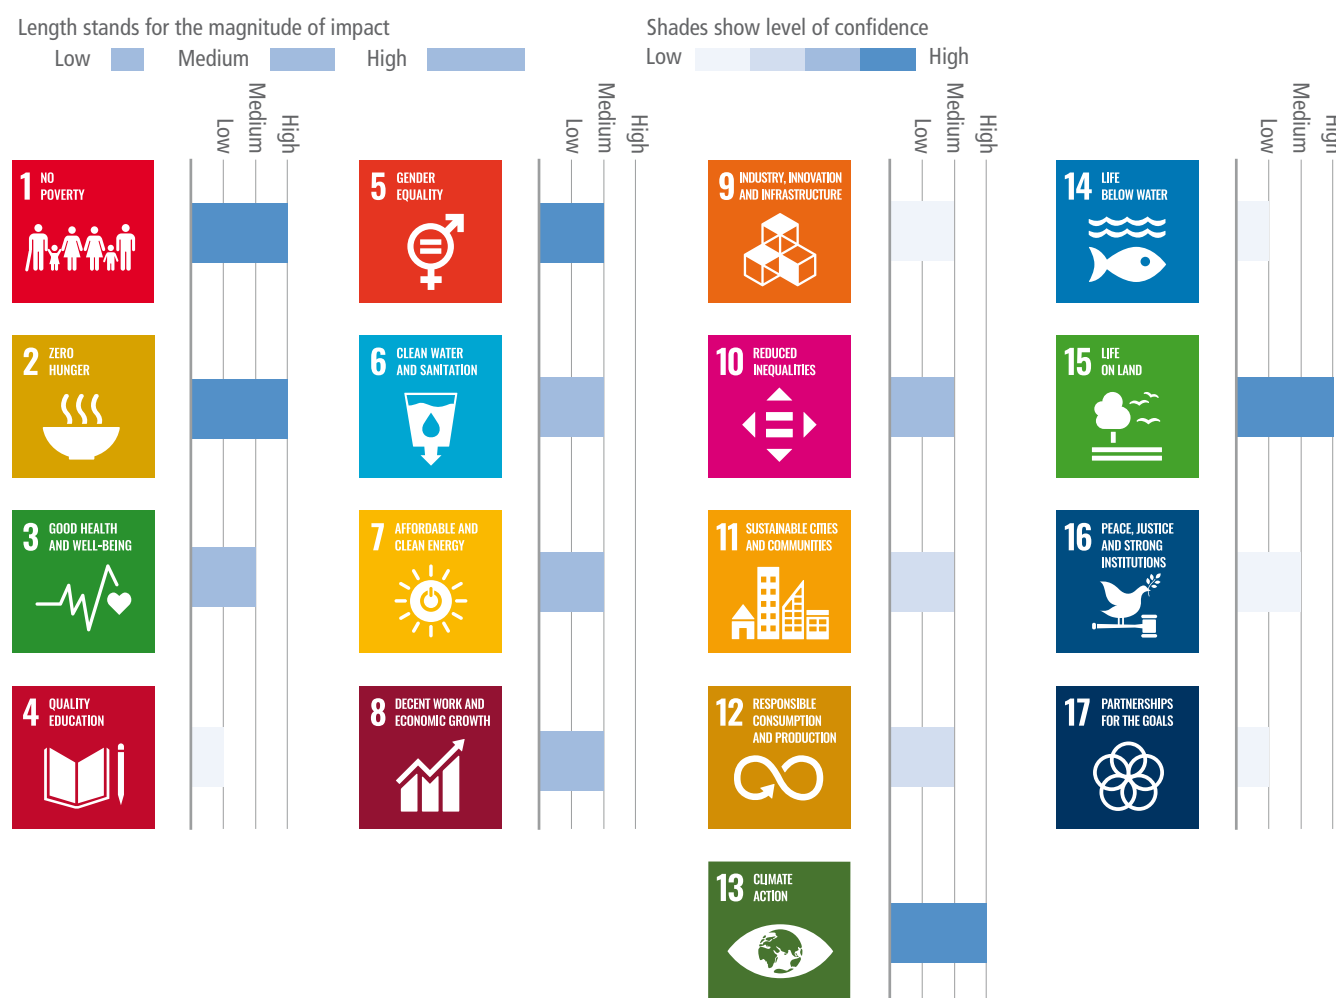 Length stands for the magnitude of impact
Low
Medium
High
Shades show level of confidence
Low
High
Low
Medium
High
Low
Medium
High
Low
Medium
High
Low
Medium
High
1 NO
POVERTY
5 GENDER
EQUALITY
9 INDUSTRY, INNOVATION
AND INFRASTRUCTURE
14 LIFE
BELOW WATER
2 ZERO
HUNGER
6 CLEAN WATER
AND SANITATION
10 REDUCED
INEQUALITIES
15 LIFE
ON LAND
3 GOOD HEALTH
AND WELL-BEING
7 AFFORDABLE AND
CLEAN ENERGY
11 SUSTAINABLE CITIES
AND COMMUNITIES
16 PEACE, JUSTICE
AND STRONG
INSTITUTIONS
4 QUALITY
EDUCATION
8 DECENT WORK AND
ECONOMIC GROWTH
12 RESPONSIBLE
CONSUMPTION
AND PRODUCTION
17 PARTNERSHIPS
FOR THE GOALS
13 CLIMATE
ACTION